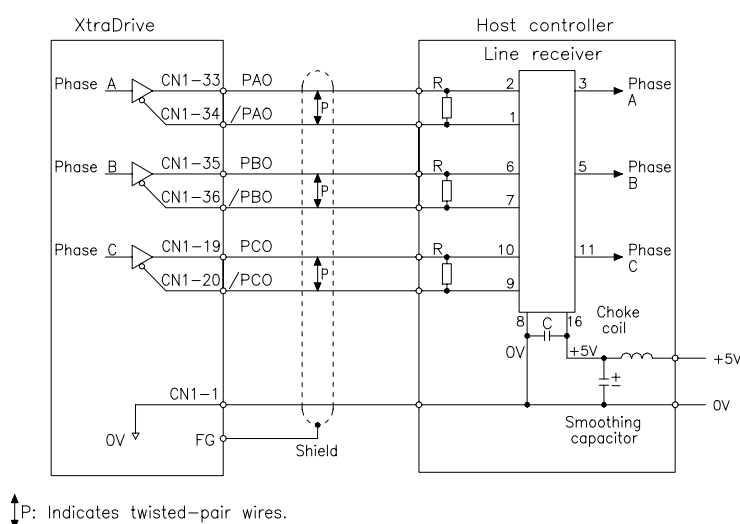 XtraDrive
Host controller
Line receiver
Phase A
CN1-33 PAO
R
2
3
Phase A
P
CN1-34 /PAO
1
Phase B
CN1-35 PBO
R
6
5
Phase B
P
CN1-36 /PBO
7
Phase C
CN1-19 PCO
R
10
11
Phase C
P
CN1-20 /PCO
9
8
C
16
Choke coil
0V
+5V
+5V
±
CN1-1
0V
0V
FG
Shield
Smoothing capacitor
P: Indicates twisted-pair wires.